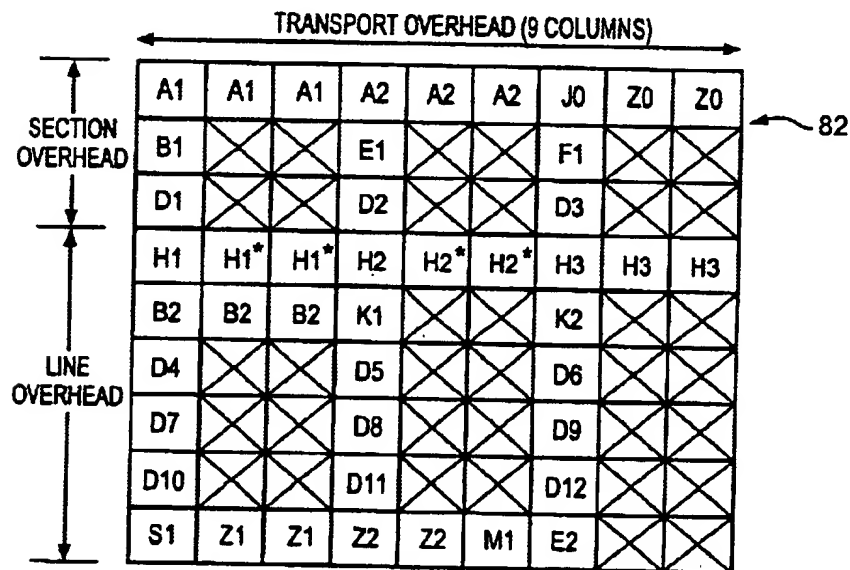 TRANSPORT OVERHEAD (9 COLUMNS)
A1 A1 A1 A2 A2 A2 J0 Z0 Z0
82
SECTION
OVERHEAD
B1 E1 F1
D1 D2 D3
H1 H1* H1* H2 H2* H2* H3 H3 H3
B2 B2 B2 K1 K2
LINE
OVERHEAD
D4 D5 D6
D7 D8 D9
D10 D11 D12
S1 Z1 Z1 Z2 Z2 M1 E2